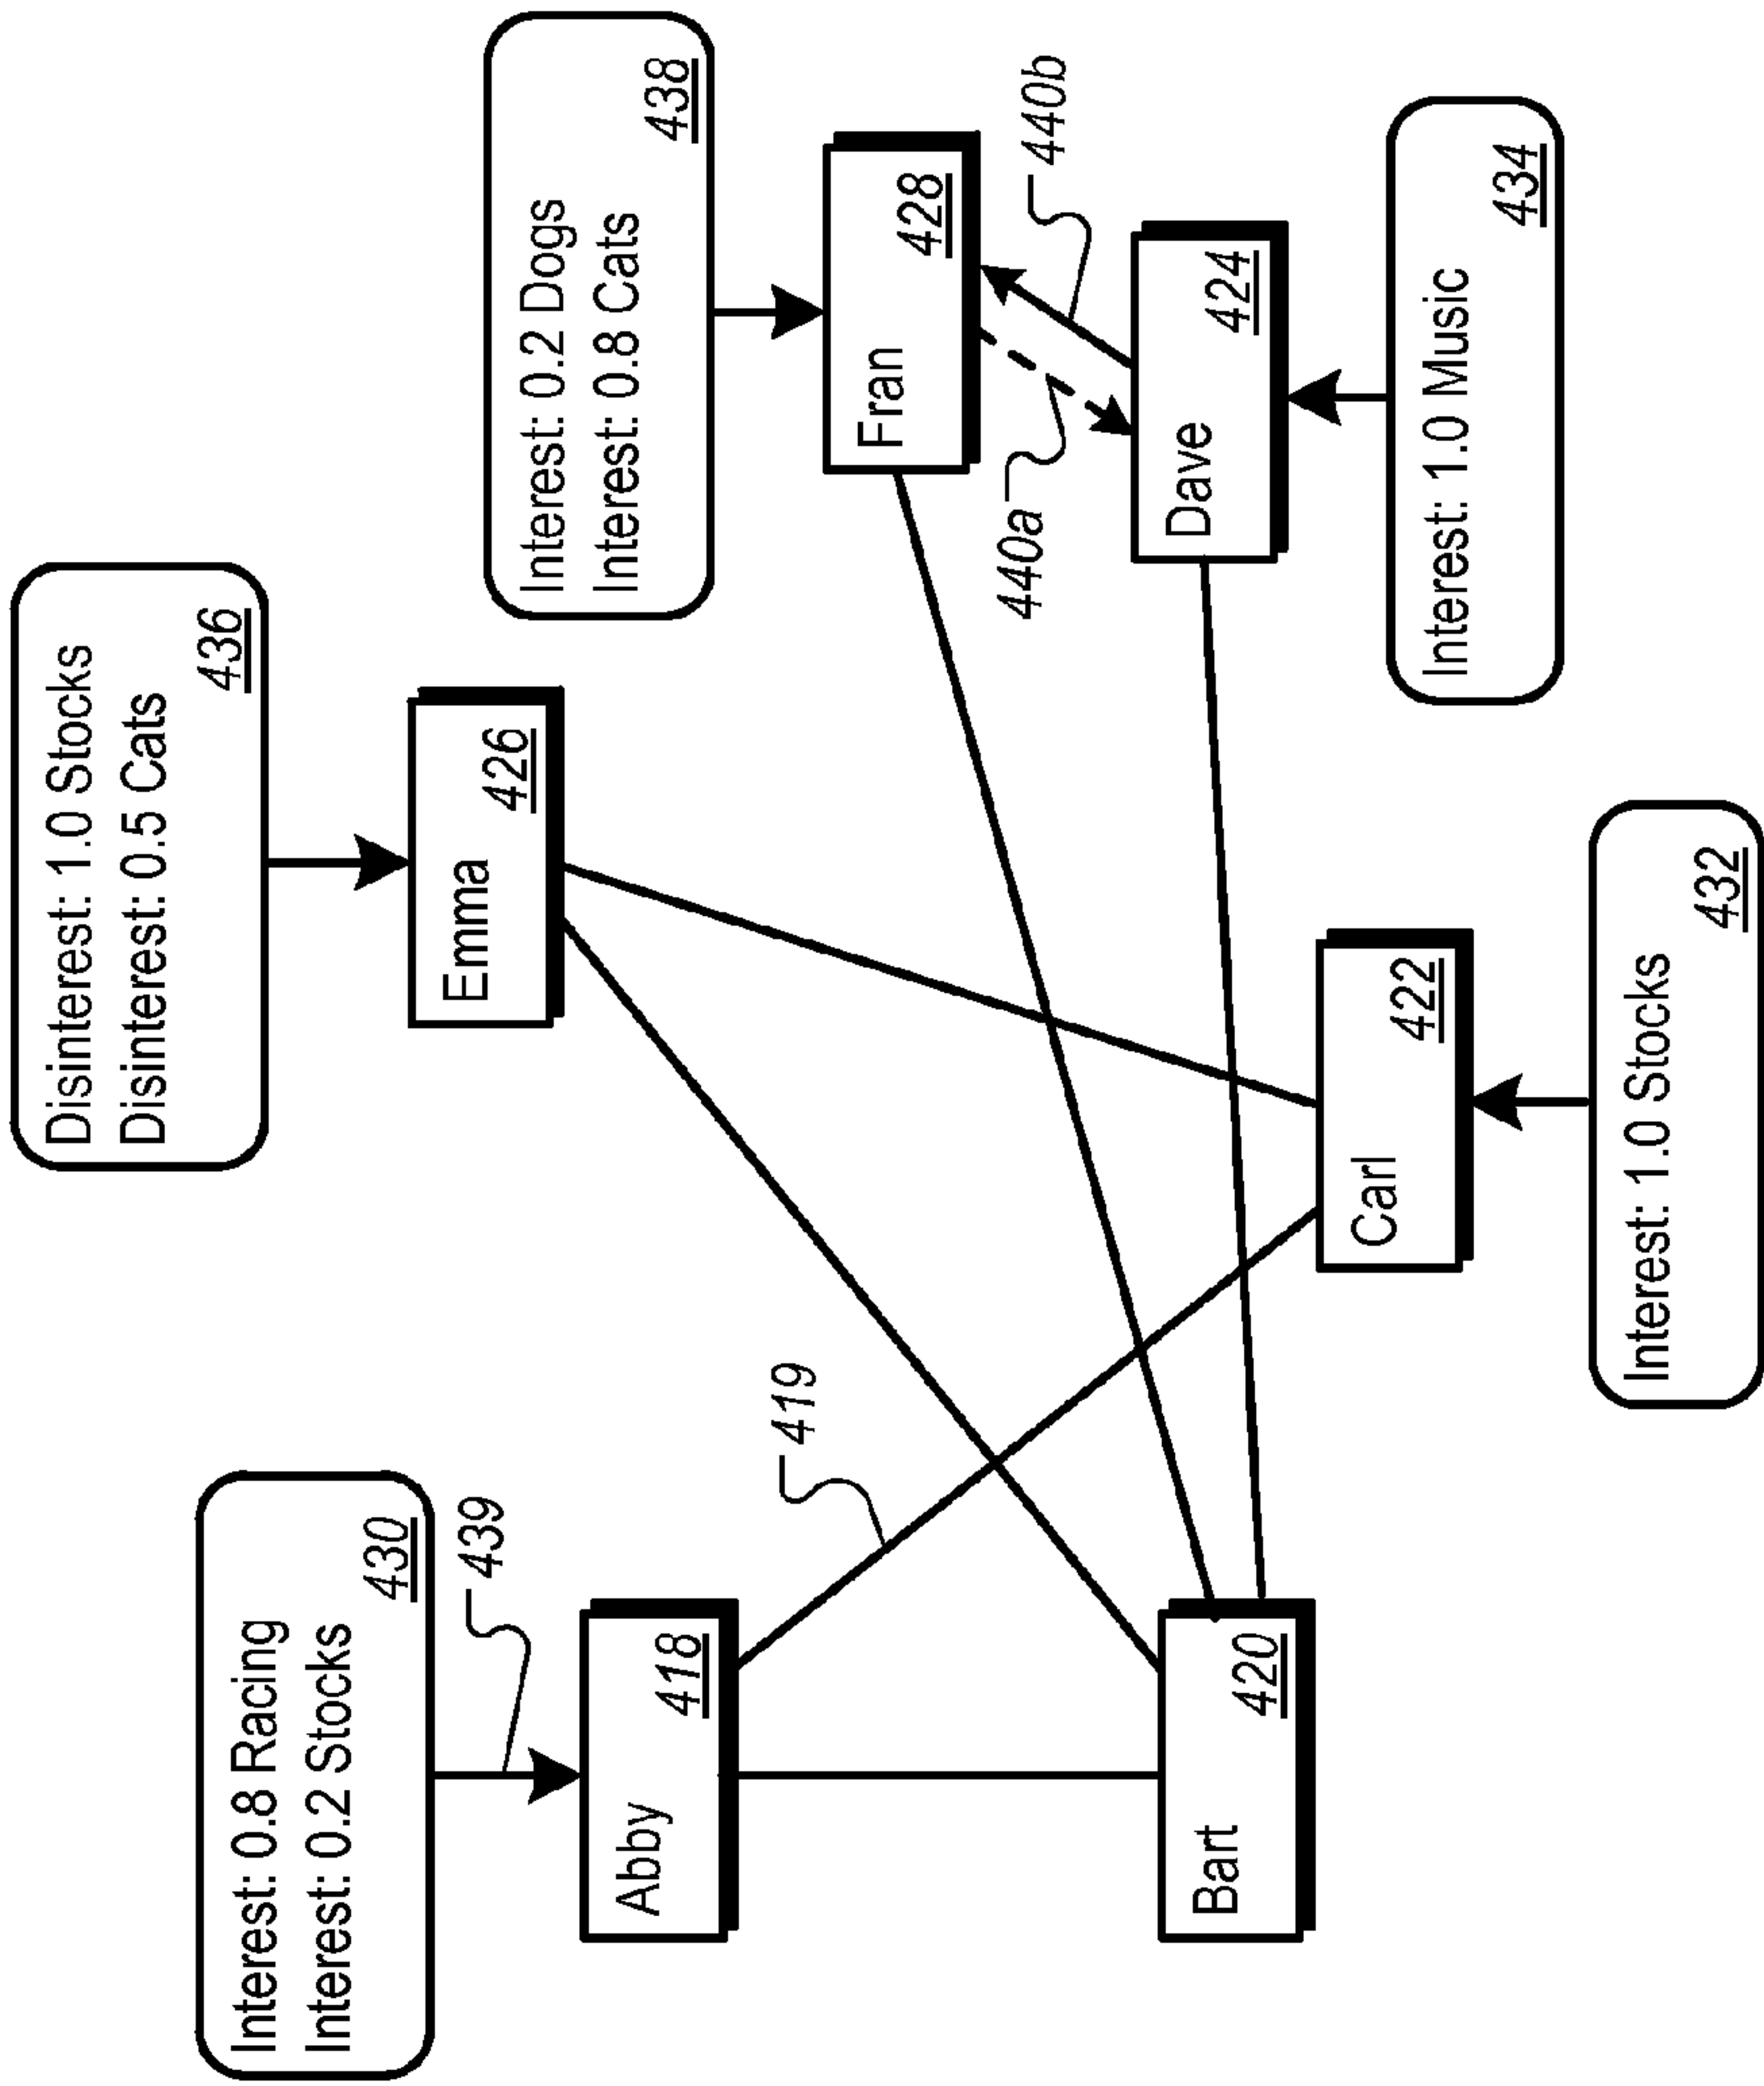 Disinterest: 1.0 Stocks
Disinterest: 0.5 Cats
436
Interest: 0.8 Racing
Interest: 0.2 Stocks
430
439
Emma
426
Interest: 0.2 Dogs
Interest: 0.8 Cats
438
Abby
418
419
Fran
428
440a
440b
Bart
420
Carl
422
Dave
424
Interest: 1.0 Stocks
432
Interest: 1.0 Music
434